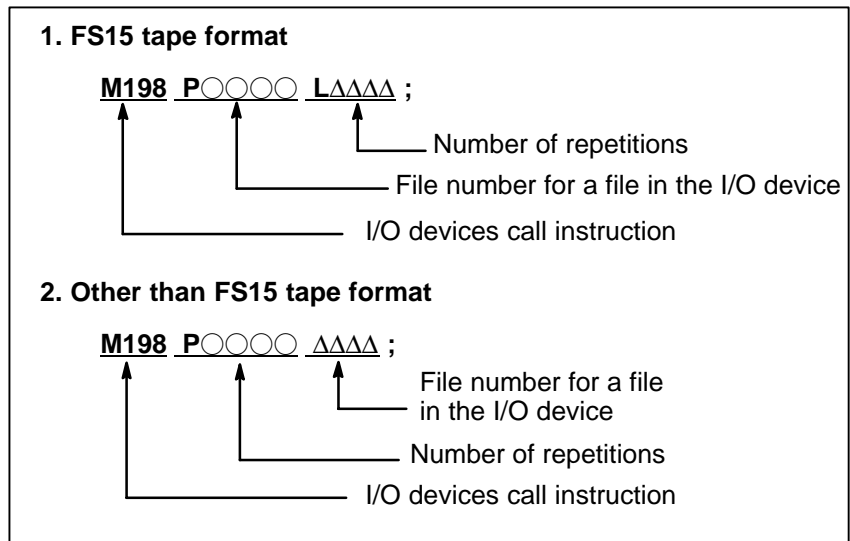 1. FS15 tape format
M198 P○○○○ L∆∆∆∆ ;
Number of repetitions
File number for a file in the I/O device
I/O devices call instruction
2. Other than FS15 tape format
M198 P○○○○ ∆∆∆∆ ;
File number for a file
in the I/O device
Number of repetitions
I/O devices call instruction